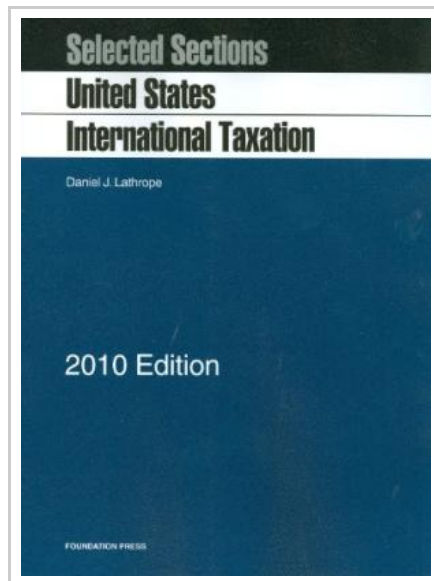 Selected Sections
United States
International Taxation
Daniel J. Lathrope
2010 Edition
FOUNDATION PRESS